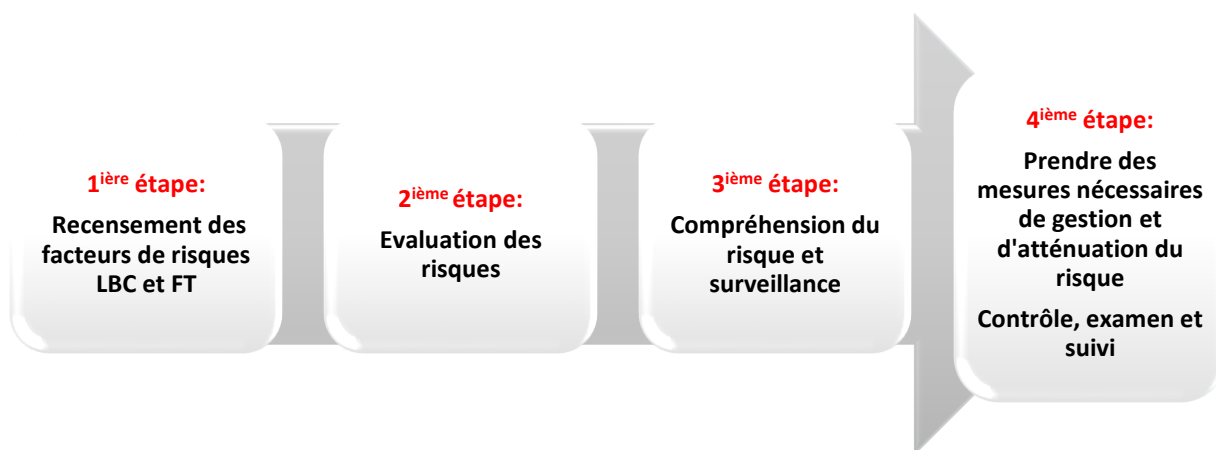 1ière étape:
Recensement des
facteurs de risques
LBC et FT
2ième étape:
Evaluation des
risques
3ième étape:
Compréhension du
risque et
surveillance
4ième étape:
Prendre des
mesures nécessaires
de gestion et
d'atténuation du
risque
Contrôle, examen et
suivi